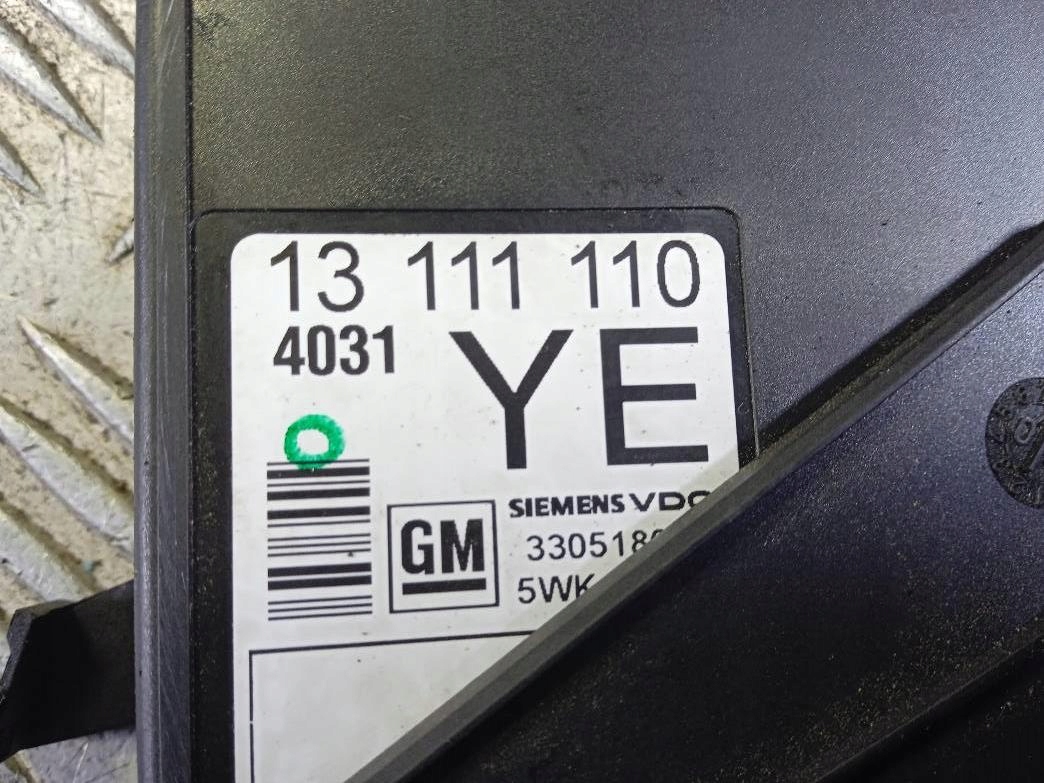 13 111 110
4031
YE
GM
SIEMENS VDO
330518
5WK